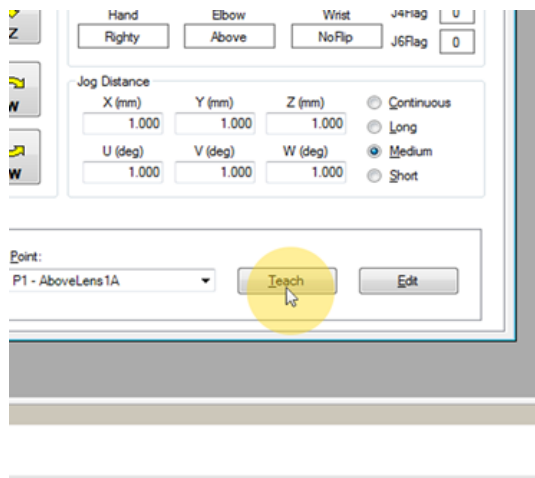 Hand Elbow Wrist J4Flag 0
Z Righty Above NoFlip J6Flag 0
Jog Distance
W X (mm) Y (mm) Z (mm) Continuous
1.000 1.000 1.000 Long
U (deg) V (deg) W (deg) Medium
W 1.000 1.000 1.000 Short
Point:
P1 - AboveLens1A Teach Edit